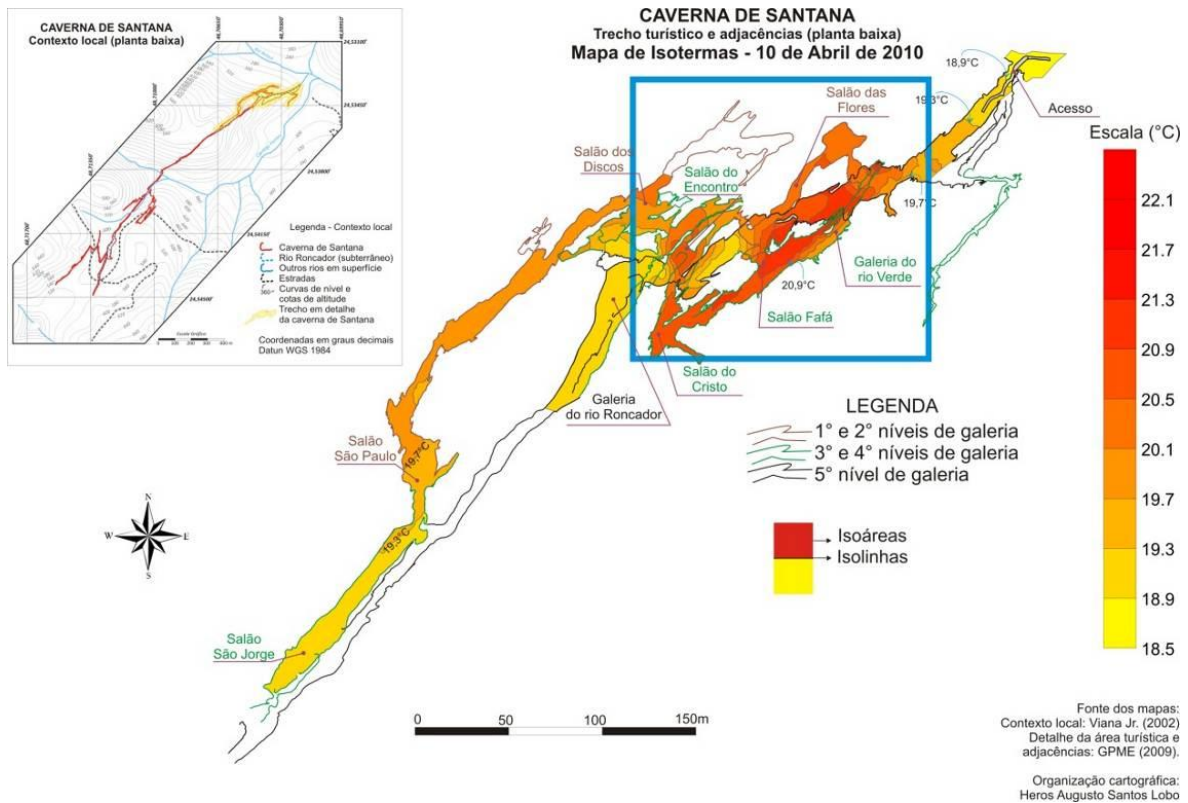 CAVERNA DE SANTANA
Contexto local (planta baixa)
Legenda - Contexto local
Caverna de Santana
Rio Roncador (subterrâneo)
Outros rios em superfície
Estradas
Curvas de nível e
cotas de altitude
Trecho em detalhe
da caverna de Santana
Coordenadas em graus decimais
Datun WGS 1984
CAVERNA DE SANTANA
Trecho turístico e adjacências (planta baixa)
Mapa de Isotermas - 10 de Abril de 2010
18,9°C
19,3°C
Acesso
Salão das
Flores
Salão dos
Discos
Salão do
Encontro
19,7°C
Galeria do
rio Verde
20,9°C
Salão Fafá
Salão do
Cristo
Galeria
do rio Roncador
Salão
São Paulo
19,7°C
19,3°C
Salão
São Jorge
N
W
E
S
LEGENDA
1° e 2° níveis de galeria
3° e 4° níveis de galeria
5° nível de galeria
Isoáreas
Isolinhas
Escala (°C)
22.1
21.7
21.3
20.9
20.5
20.1
19.7
19.3
18.9
18.5
0 50 100 150m
Fonte dos mapas:
Contexto local: Viana Jr. (2002)
Detalhe da área turística e
adjacências: GPME (2009).
Organização cartográfica:
Heros Augusto Santos Lobo